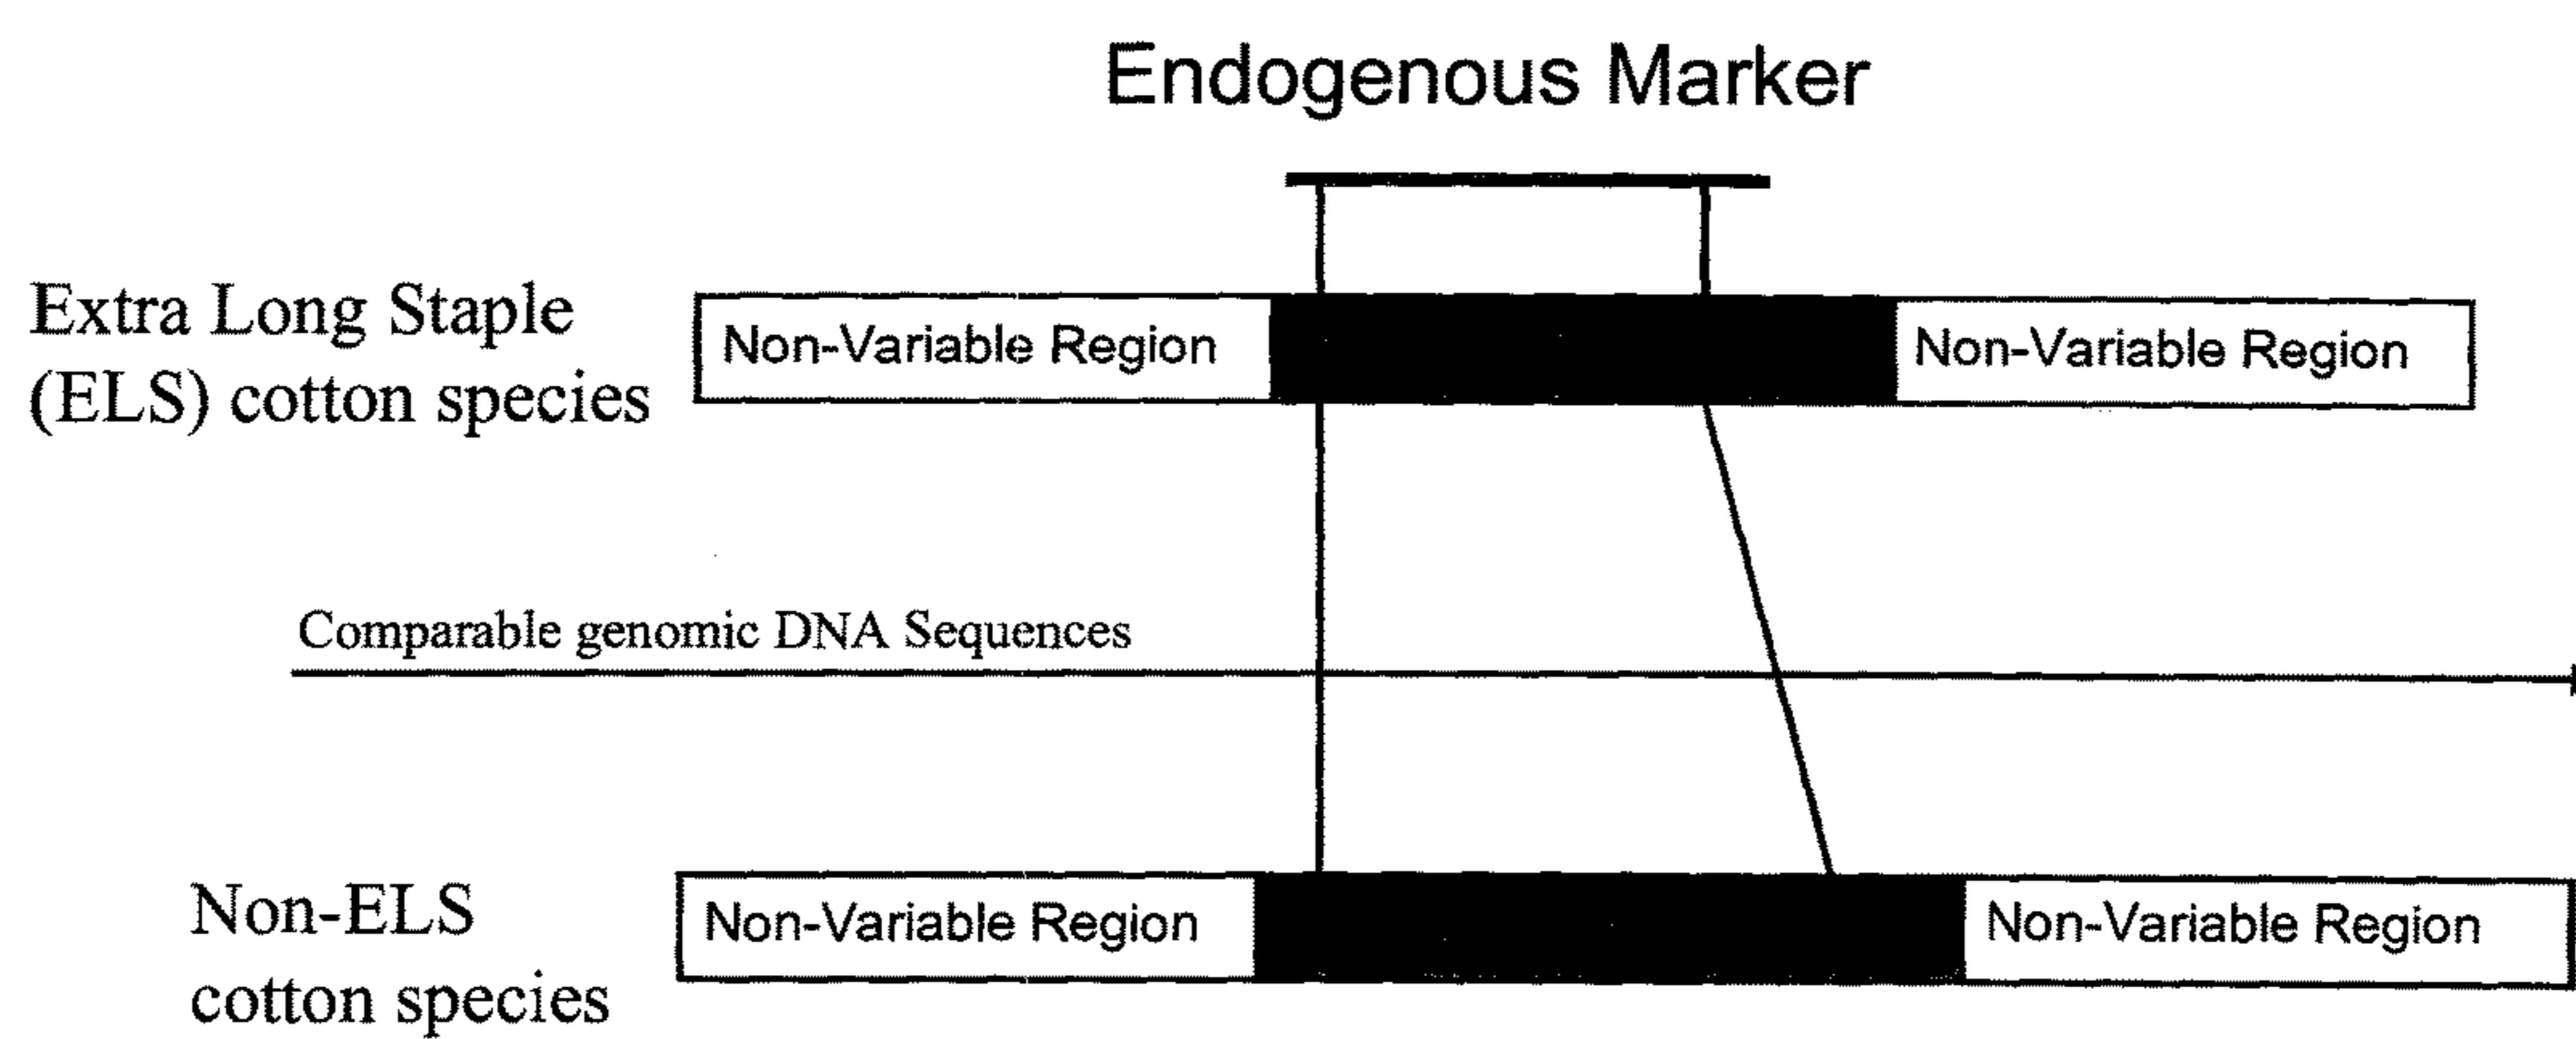 Endogenous Marker
Extra Long Staple
(ELS) cotton species
Non-Variable Region
Non-Variable Region
Comparable genomic DNA Sequences
Non-ELS
cotton species
Non-Variable Region
Non-Variable Region